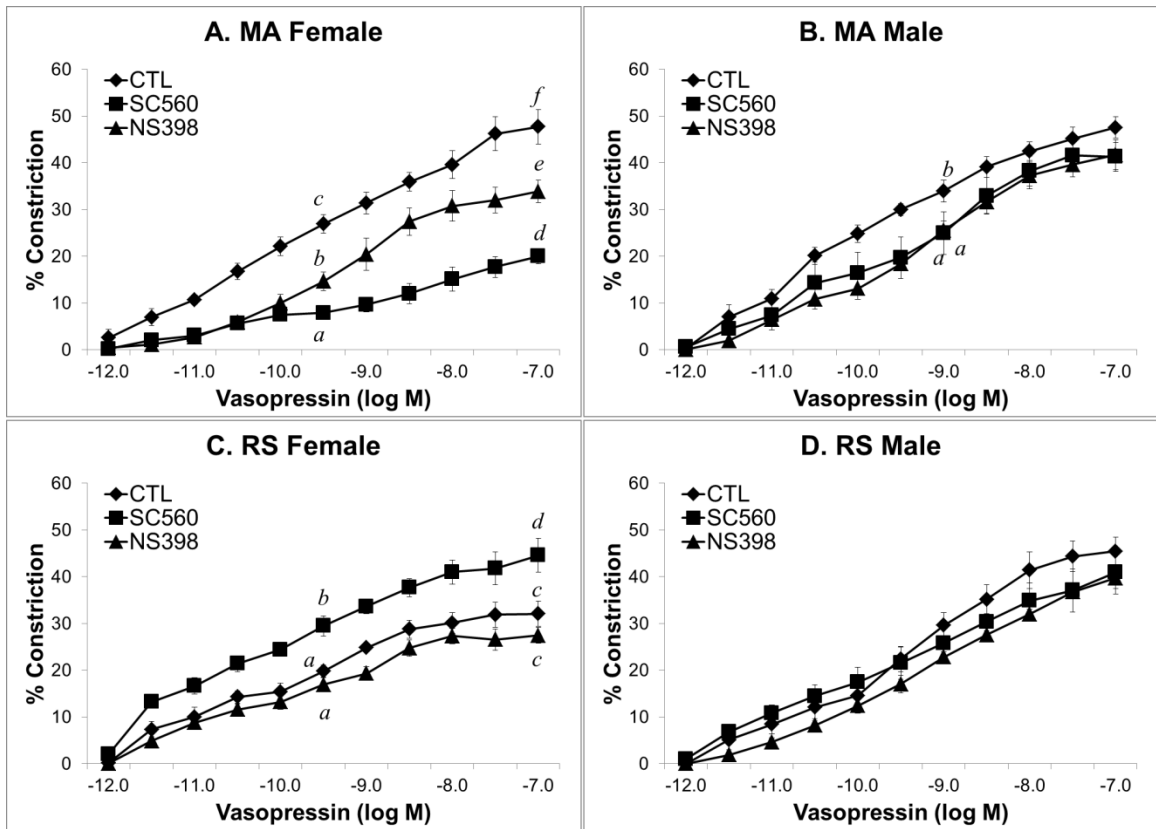 A. MA Female
CTL
SC560
NS398
60
50
40
30
20
10
0
% Constriction
f
e
d
c
b
a
-12.0 -11.0 -10.0 -9.0 -8.0 -7.0
Vasopressin (log M)
B. MA Male
CTL
SC560
NS398
60
50
40
30
20
10
0
% Constriction
b
a a
-12.0 -11.0 -10.0 -9.0 -8.0 -7.0
Vasopressin (log M)
C. RS Female
CTL
SC560
NS398
60
50
40
30
20
10
0
% Constriction
d
b
c
a
c
a
-12.0 -11.0 -10.0 -9.0 -8.0 -7.0
Vasopressin (log M)
D. RS Male
CTL
SC560
NS398
60
50
40
30
20
10
0
% Constriction
-12.0 -11.0 -10.0 -9.0 -8.0 -7.0
Vasopressin (log M)